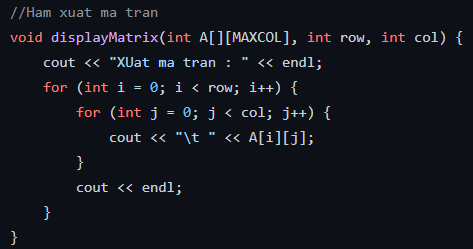 //Ham xuat ma tran
void displayMatrix(int A[][MAXCOL], int row, int col) {
    cout << "XUat ma tran : " << endl;
    for (int i = 0; i < row; i++) {
        for (int j = 0; j < col; j++) {
            cout << "\t " << A[i][j];
        }
        cout << endl;
    }
}